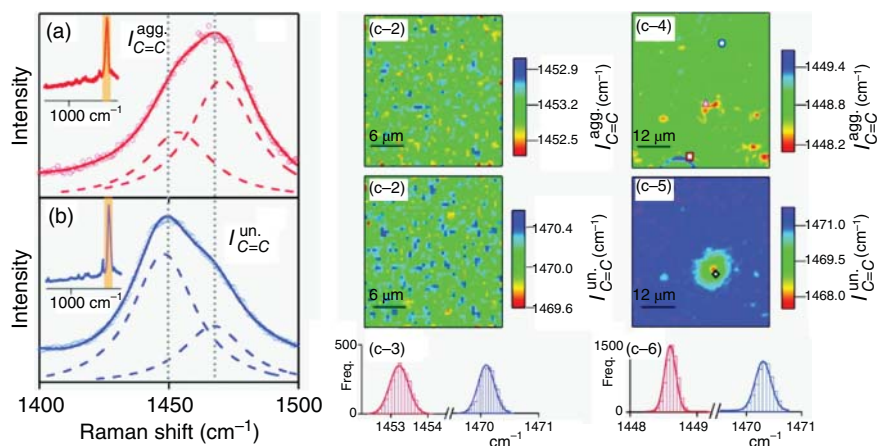 (a)
I agg. C=C
1000 cm⁻¹
Intensity
(b)
I un. C=C
1000 cm⁻¹
Intensity
1400 1450 1500
Raman shift (cm⁻¹)
(c–2)
6 μm
1452.9
1453.2
1452.5
I agg. C=C (cm⁻¹)
(c–4)
12 μm
1449.4
1448.8
1448.2
I agg. C=C (cm⁻¹)
(c–2)
6 μm
1470.4
1470.0
1469.6
I un. C=C (cm⁻¹)
(c–5)
12 μm
1471.0
1469.5
1468.0
I un. C=C (cm⁻¹)
(c–3)
500
0
Freq.
1453 1454 1470 1471
cm⁻¹
(c–6)
1500
0
Freq.
1448 1449 1470 1471
cm⁻¹